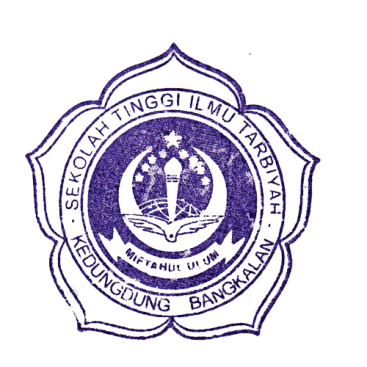 - SEKOLAH TINGGI ILMU TARBIYAH -
MIFTAHUL ULUM
KEDUNGDUNG BANGKALAN